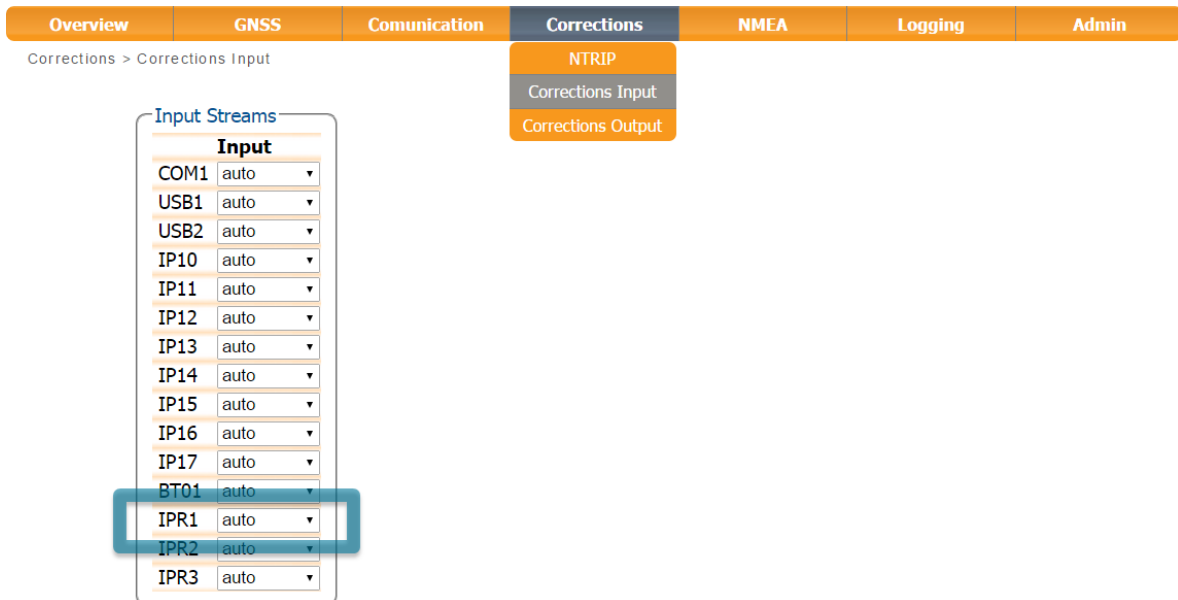 Overview GNSS Comunication Corrections NMEA Logging Admin
Corrections > Corrections Input
NTRIP
Corrections Input
Corrections Output
Input Streams
Input
COM1 auto
USB1 auto
USB2 auto
IP10 auto
IP11 auto
IP12 auto
IP13 auto
IP14 auto
IP15 auto
IP16 auto
IP17 auto
BT01 auto
IPR1 auto
IPR2 auto
IPR3 auto